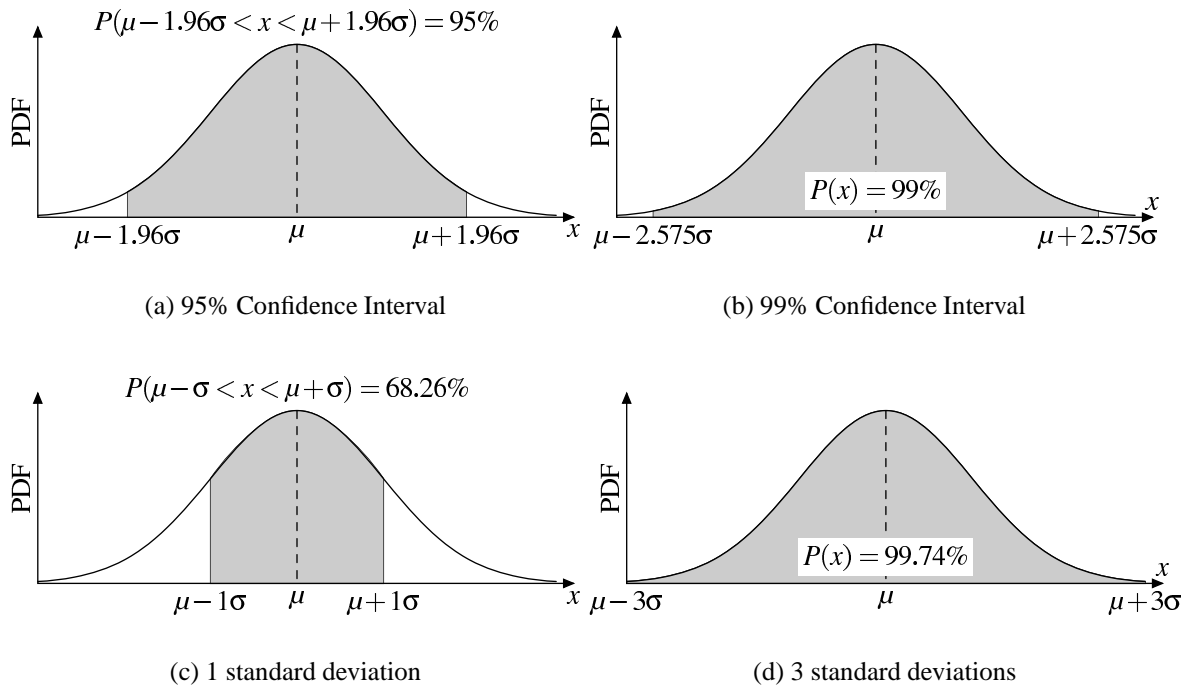 P(μ−1.96σ < x < μ+1.96σ) = 95%
PDF
μ−1.96σ μ μ+1.96σ x
(a) 95% Confidence Interval
PDF
P(x) = 99%
x
μ−2.575σ μ μ+2.575σ
(b) 99% Confidence Interval
P(μ−σ < x < μ+σ) = 68.26%
PDF
μ−1σ μ μ+1σ x
(c) 1 standard deviation
PDF
P(x) = 99.74%
x
μ−3σ μ μ+3σ
(d) 3 standard deviations